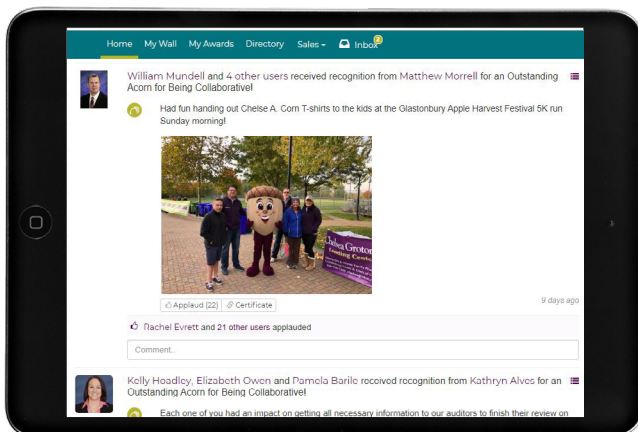 Home My Wall My Awards Directory Sales Inbox 2
William Mundell and 4 other users received recognition from Matthew Morrell for an Outstanding
Acorn for Being Collaborative!
Had fun handing out Chelse A. Corn T-shirts to the kids at the Glastonbury Apple Harvest Festival 5K run
Sunday morning!
Chelsea Groton
Applaud (22) Certificate
9 days ago
Rachel Evrett and 21 other users applauded
Comment..
Kelly Hoadley, Elizabeth Owen and Pamela Barile received recognition from Kathryn Alves for an
Outstanding Acorn for Being Collaborative!
Each one of you had an impact on getting all necessary information to our auditors to finish their review on